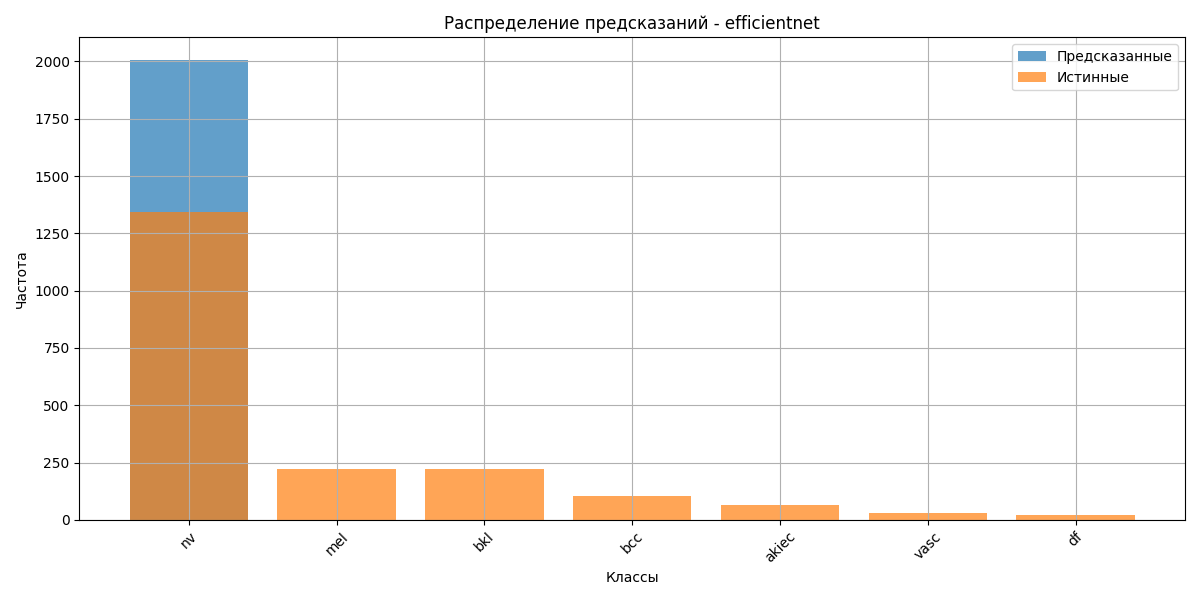 Распределение предсказаний - efficientnet
Предсказанные
Истинные
2000
1750
1500
1250
1000
750
500
250
0
Частота
nv
mel
bkl
bcc
akiec
vasc
df
Классы